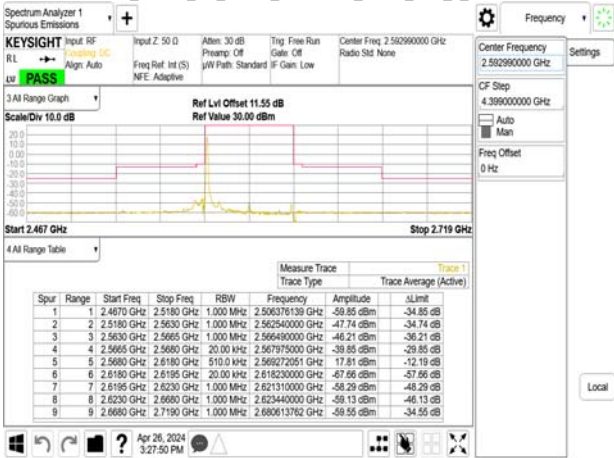 Spectrum Analyzer 1
Spurious Emissions
Frequency
KEYSIGHT
Input: RF
Coupling: DC
Align: Auto
Input Z: 50 Ω
Freq Ref: Int (S)
NFE: Adaptive
Atten: 30 dB
Preamp: Off
µW Path: Standard
Trig: Free Run
Gate: Off
IF Gain: Low
Center Freq: 2.592990000 GHz
Radio Std: None
RL
PASS
Center Frequency
2.592990000 GHz
Settings
CF Step
4.399000000 GHz
Auto
Man
Freq Offset
0 Hz
Local
3 All Range Graph
Scale/Div 10.0 dB
Ref Lvl Offset 11.55 dB
Ref Value 30.00 dBm
20.0
10.0
0.00
-10.0
-20.0
-30.0
-40.0
-50.0
-60.0
Start 2.467 GHz
Stop 2.719 GHz
4 All Range Table
Measure Trace Trace 1
Trace Type Trace Average (Active)
Spur Range Start Freq Stop Freq RBW Frequency Amplitude ΔLimit
1 1 2.4670 GHz 2.5180 GHz 1.000 MHz 2.506376139 GHz -59.85 dBm -34.85 dB
2 2 2.5180 GHz 2.5630 GHz 1.000 MHz 2.562540000 GHz -47.74 dBm -34.74 dB
3 3 2.5630 GHz 2.5665 GHz 1.000 MHz 2.566490000 GHz -46.21 dBm -36.21 dB
4 4 2.5665 GHz 2.5680 GHz 20.00 kHz 2.567975000 GHz -39.85 dBm -29.85 dB
5 5 2.5680 GHz 2.6180 GHz 510.0 kHz 2.569272051 GHz 17.81 dBm -12.19 dB
6 6 2.6180 GHz 2.6195 GHz 20.00 kHz 2.618230000 GHz -67.66 dBm -57.66 dB
7 7 2.6195 GHz 2.6230 GHz 1.000 MHz 2.621310000 GHz -58.29 dBm -48.29 dB
8 8 2.6230 GHz 2.6680 GHz 1.000 MHz 2.623440000 GHz -59.13 dBm -46.13 dB
9 9 2.6680 GHz 2.7190 GHz 1.000 MHz 2.680613762 GHz -59.55 dBm -34.55 dB
Apr 26, 2024
3:27:50 PM